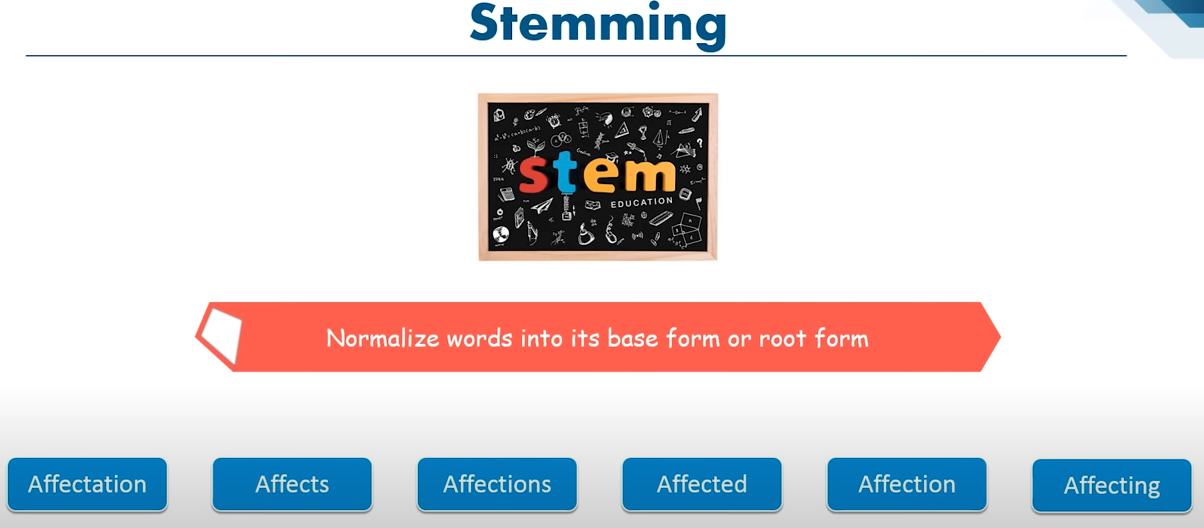 Stemming
stem
EDUCATION
Normalize words into its base form or root form
Affectation
Affects
Affections
Affected
Affection
Affecting